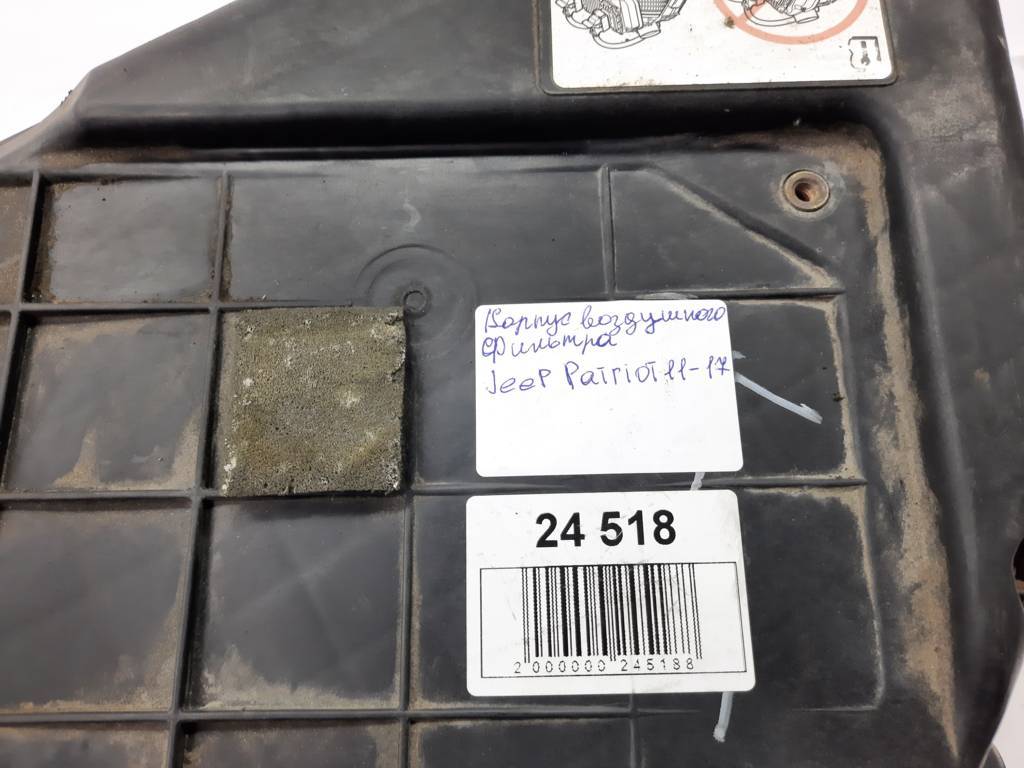 Корпус воздушного
Фильтра
Jeep Patriot 11-17
24 518
2 000000 245188